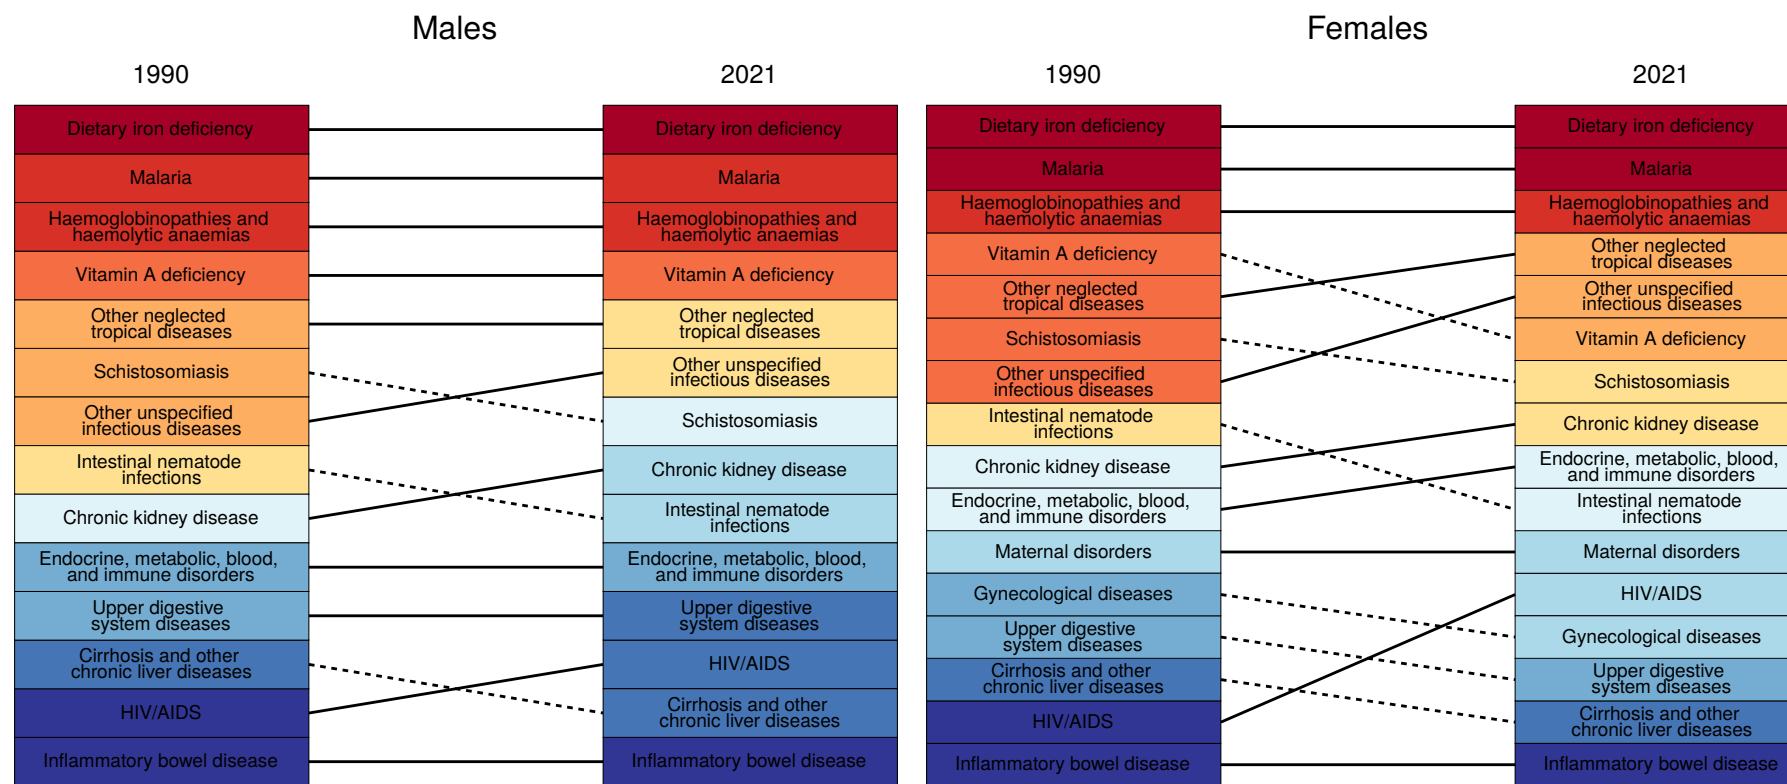 Males
1990
2021
Dietary iron deficiency
Malaria
Haemoglobinopathies and
haemolytic anaemias
Vitamin A deficiency
Other neglected
tropical diseases
Schistosomiasis
Other unspecified
infectious diseases
Intestinal nematode
infections
Chronic kidney disease
Endocrine, metabolic, blood,
and immune disorders
Upper digestive
system diseases
Cirrhosis and other
chronic liver diseases
HIV/AIDS
Inflammatory bowel disease
Dietary iron deficiency
Malaria
Haemoglobinopathies and
haemolytic anaemias
Vitamin A deficiency
Other neglected
tropical diseases
Other unspecified
infectious diseases
Schistosomiasis
Chronic kidney disease
Intestinal nematode
infections
Endocrine, metabolic, blood,
and immune disorders
Upper digestive
system diseases
HIV/AIDS
Cirrhosis and other
chronic liver diseases
Inflammatory bowel disease
Females
1990
2021
Dietary iron deficiency
Malaria
Haemoglobinopathies and
haemolytic anaemias
Vitamin A deficiency
Other neglected
tropical diseases
Schistosomiasis
Other unspecified
infectious diseases
Intestinal nematode
infections
Chronic kidney disease
Endocrine, metabolic, blood,
and immune disorders
Maternal disorders
Gynecological diseases
Upper digestive
system diseases
Cirrhosis and other
chronic liver diseases
HIV/AIDS
Inflammatory bowel disease
Dietary iron deficiency
Malaria
Haemoglobinopathies and
haemolytic anaemias
Other neglected
tropical diseases
Other unspecified
infectious diseases
Vitamin A deficiency
Schistosomiasis
Chronic kidney disease
Endocrine, metabolic, blood,
and immune disorders
Intestinal nematode
infections
Maternal disorders
HIV/AIDS
Gynecological diseases
Upper digestive
system diseases
Cirrhosis and other
chronic liver diseases
Inflammatory bowel disease